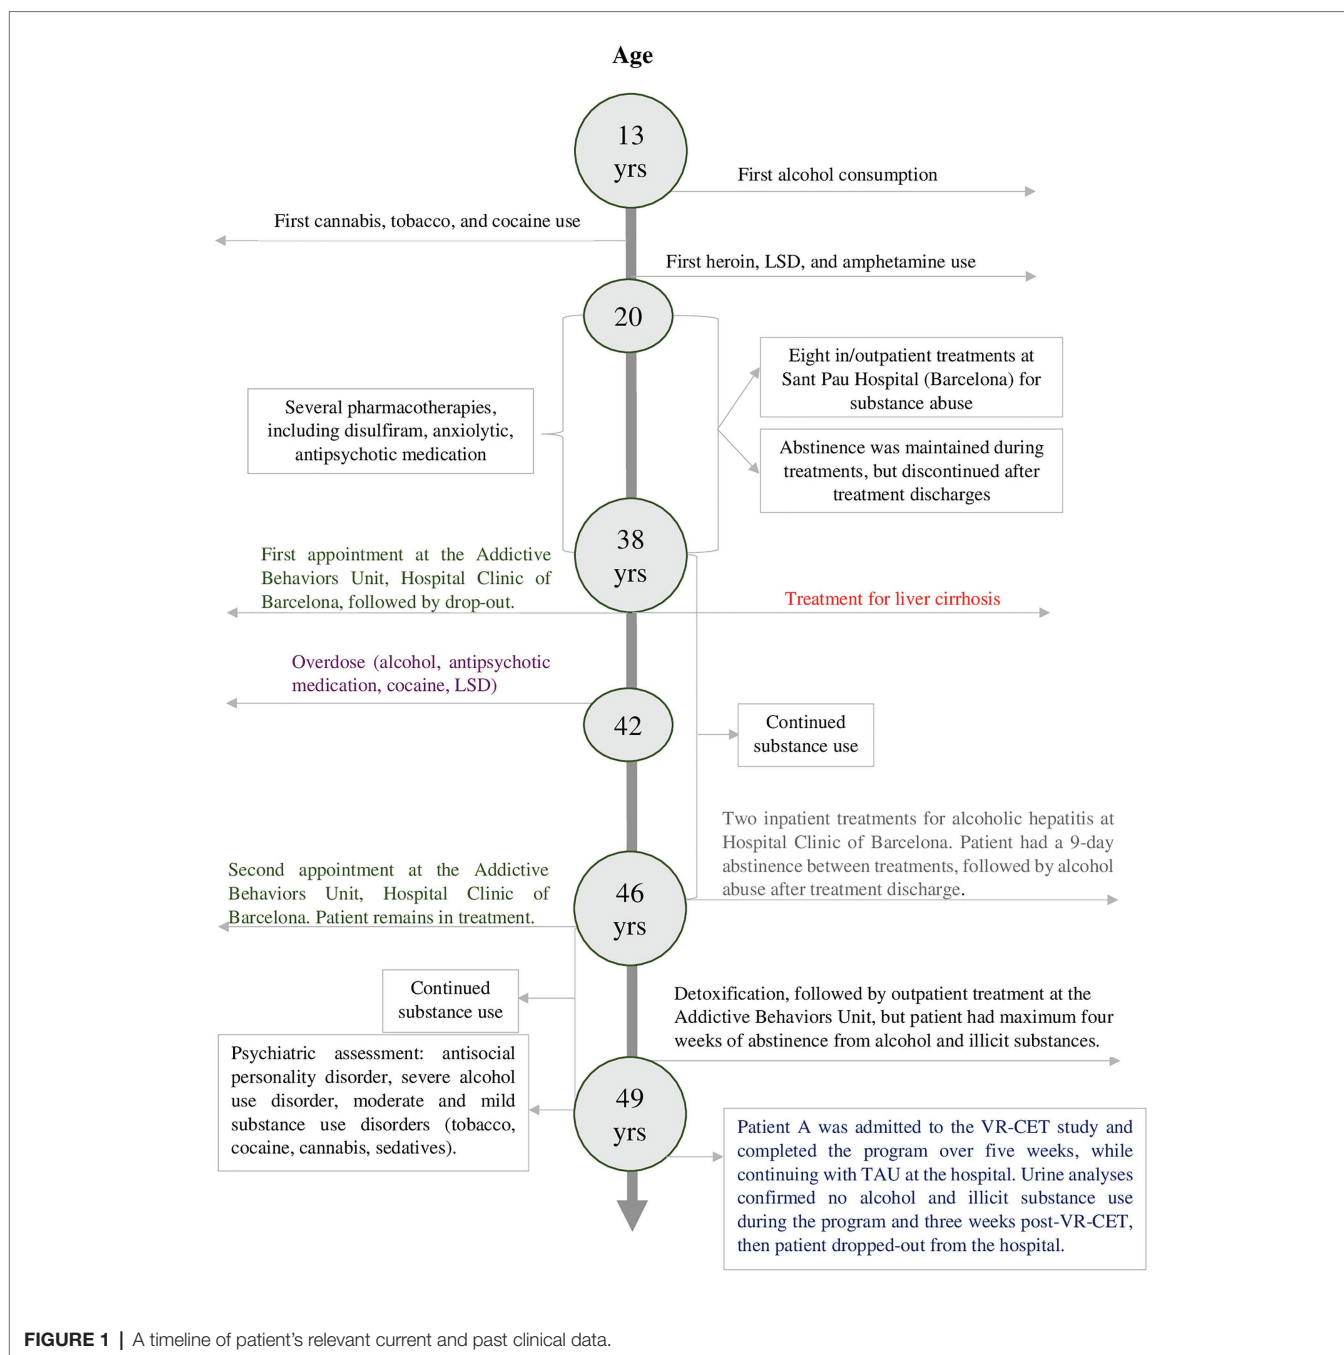 Age
13
yrs
First alcohol consumption
First cannabis, tobacco, and cocaine use
First heroin, LSD, and amphetamine use
20
Eight in/outpatient treatments at
Sant Pau Hospital (Barcelona) for
substance abuse
Several pharmacotherapies,
including disulfiram, anxiolytic,
antipsychotic medication
Abstinence was maintained during
treatments, but discontinued after
treatment discharges
38
yrs
First appointment at the Addictive
Behaviors Unit, Hospital Clinic of
Barcelona, followed by drop-out.
Treatment for liver cirrhosis
Overdose (alcohol, antipsychotic
medication, cocaine, LSD)
42
Continued
substance use
Two inpatient treatments for alcoholic hepatitis at
Hospital Clinic of Barcelona. Patient had a 9-day
abstinence between treatments, followed by alcohol
abuse after treatment discharge.
Second appointment at the Addictive
Behaviors Unit, Hospital Clinic of
Barcelona. Patient remains in treatment.
46
yrs
Continued
substance use
Detoxification, followed by outpatient treatment at the
Addictive Behaviors Unit, but patient had maximum four
weeks of abstinence from alcohol and illicit substances.
Psychiatric assessment: antisocial
personality disorder, severe alcohol
use disorder, moderate and mild
substance use disorders (tobacco,
cocaine, cannabis, sedatives).
49
yrs
Patient A was admitted to the VR-CET study and
completed the program over five weeks, while
continuing with TAU at the hospital. Urine analyses
confirmed no alcohol and illicit substance use
during the program and three weeks post-VR-CET,
then patient dropped-out from the hospital.
FIGURE 1 | A timeline of patient's relevant current and past clinical data.